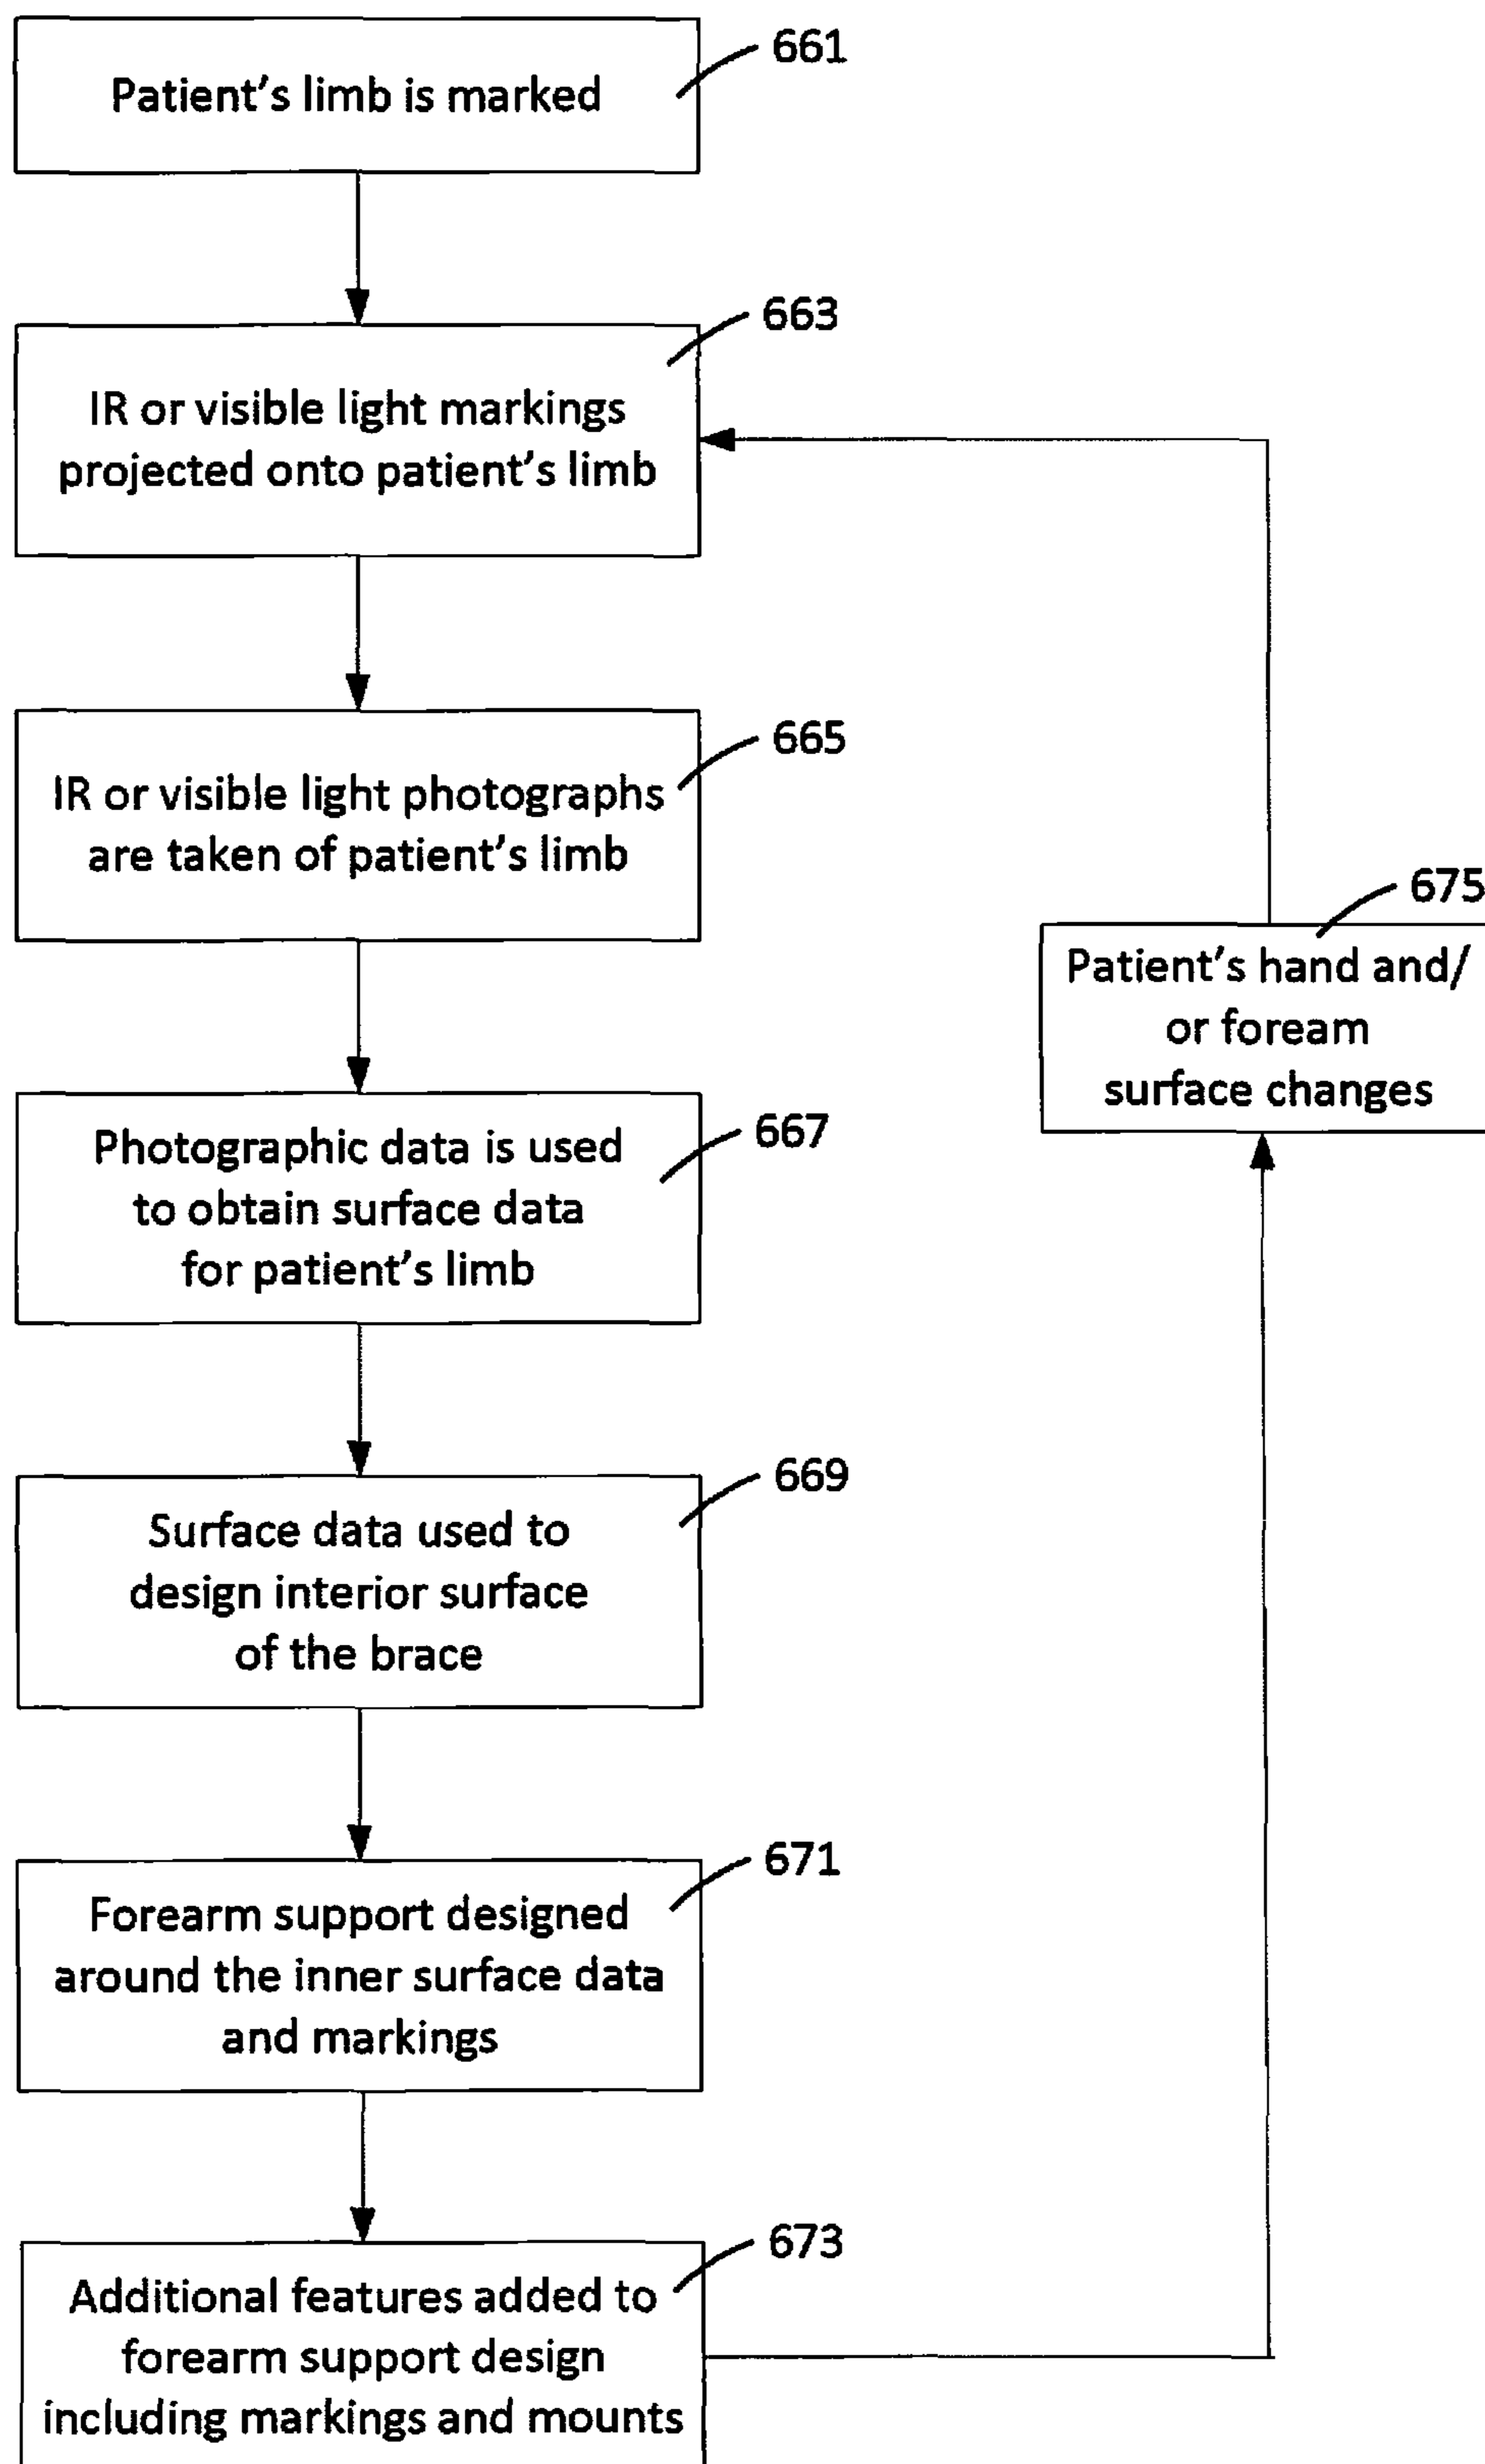 Patient's limb is marked
661
IR or visible light markings
projected onto patient's limb
663
IR or visible light photographs
are taken of patient's limb
665
Photographic data is used
to obtain surface data
for patient's limb
667
Surface data used to
design interior surface
of the brace
669
Forearm support designed
around the inner surface data
and markings
671
Additional features added to
forearm support design
including markings and mounts
673
Patient's hand and/
or foream
surface changes
675